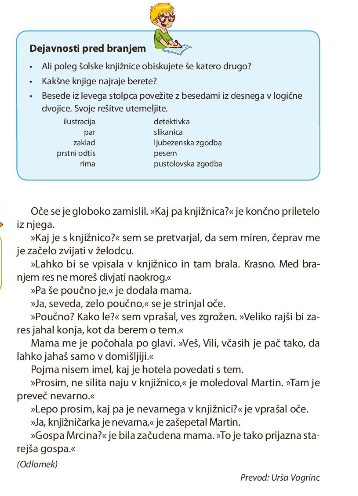 Dejavnosti pred branjem
• Ali poleg šolske knjižnice obiskujete še katero drugo?
• Kakšne knjige najraje berete?
• Besede iz levega stolpca povežite z besedami iz desnega v logične
dvojice. Svoje rešitve utemeljite.
ilustracija detektivka
par slikanica
zaklad ljubezenska zgodba
prstni odtis pesem
rima pustolovska zgodba
Oče se je globoko zamislil. »Kaj pa knjižnica?« je končno priletelo
iz njega.
»Kaj je s knjižnico?« sem se pretvarjal, da sem miren, čeprav me
je začelo zvijati v želodcu.
»Lahko bi se vpisala v knjižnico in tam brala. Krasno. Med bra-
njem res ne moreš divjati naokrog.«
»Pa še poučno je,« je dodala mama.
»Ja, seveda, zelo poučno,« se je strinjal oče.
»Poučno? Kako le?« sem vprašal, ves zgrožen. »Veliko rajši bi za-
res jahal konja, kot da berem o tem.«
Mama me je počohala po glavi. »Veš, Vili, včasih je pač tako, da
lahko jahaš samo v domišljiji.«
Pojma nisem imel, kaj je hotela povedati s tem.
»Prosim, ne silita naju v knjižnico,« je moledoval Martin. »Tam je
preveč nevarno.«
»Lepo prosim, kaj pa je nevarnega v knjižnici?« je vprašal oče.
»Ja, knjižničarka je nevarna,« je zašepetal Martin.
»Gospa Mrcina?« je bila začudena mama. »To je tako prijazna sta-
rejša gospa.«
(Odlomek)
Prevod: Urša Vogrinc